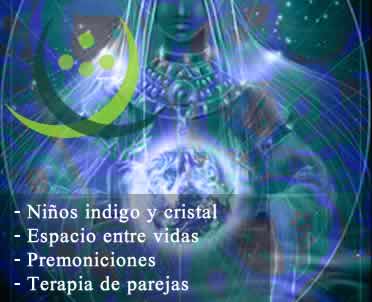 - Niños indigo y cristal
- Espacio entre vidas
- Premoniciones
- Terapia de parejas